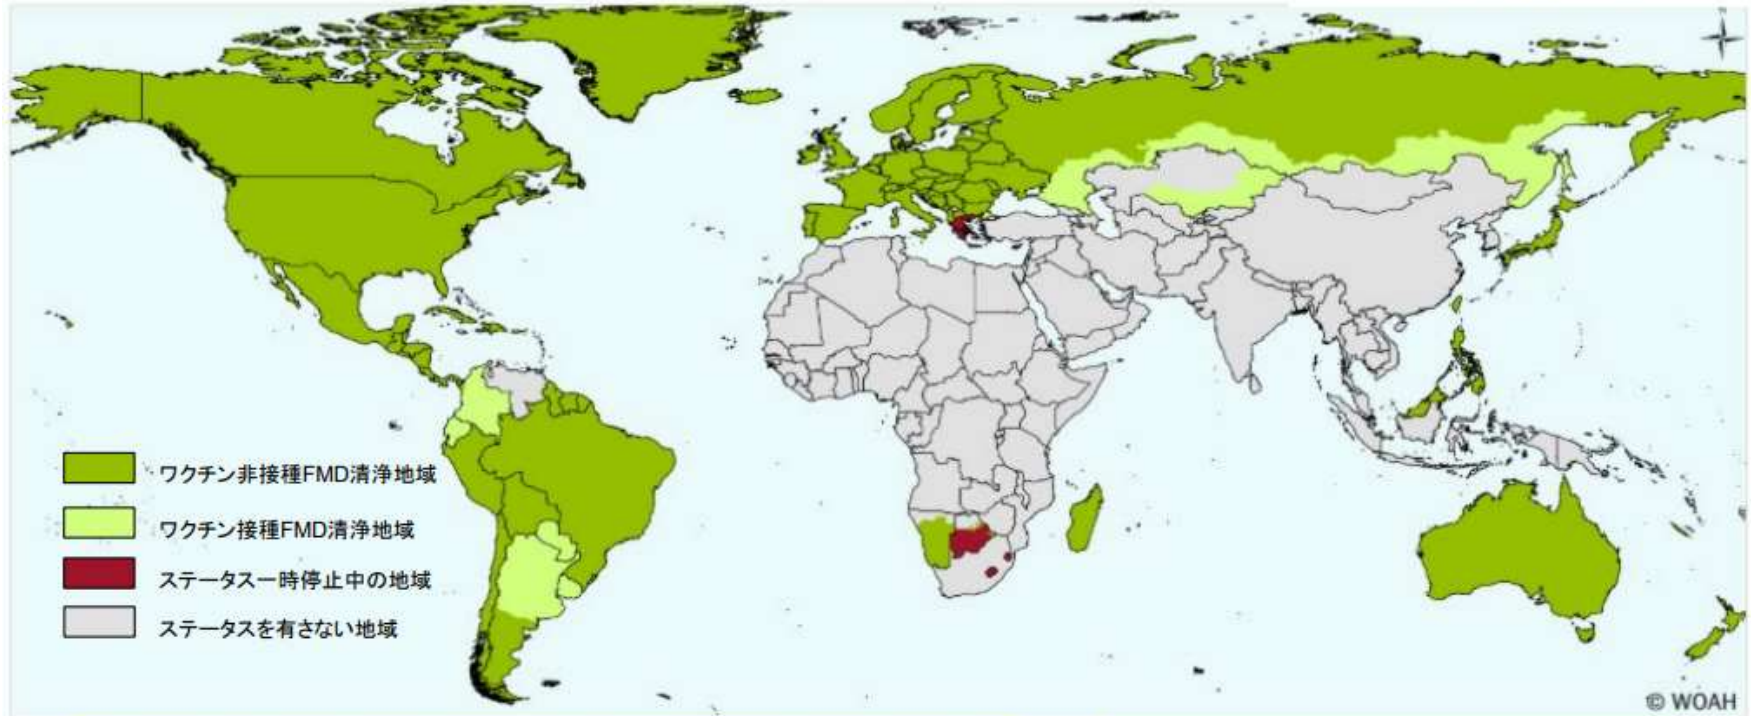 ワクチン非接種FMD清浄地域
ワクチン接種FMD清浄地域
ステータス一時停止中の地域
ステータスを有さない地域
© WOAH